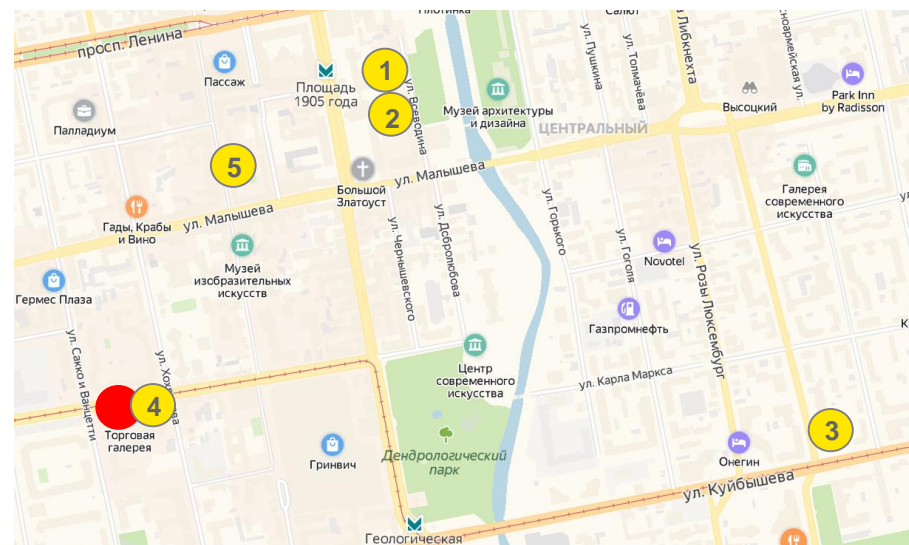 Плотинка
Салют
просп. Ленина
Пассаж
Площадь
1905 года
1
ул. Всеводина
2
Музей архитектуры
и дизайна
ул. Пушкина
ул. Толмачёва
а Либкнехта
Высоцкий
Park Inn
by Radisson
Палладиум
ЦЕНТРАЛЬНЫЙ
5
Большой
Златоуст
ул. Малышева
Галерея
современного
искусства
Гады, Крабы
и Вино
ул. Малышева
Музей
изобразительных
искусств
ул. Чернышевского
ул. Добролюбова
ул. Горького
ул. Гоголя
Novotel
ул. Розы Люксембург
Гермес Плаза
Газпромнефть
ул. Сакко и Ванцетти
Центр
современного
искусства
ул. Карла Маркса
4
Торговая
галерея
3
Гринвич
Дендрологический
парк
Онегин
ул. Куйбышева
Геологическая